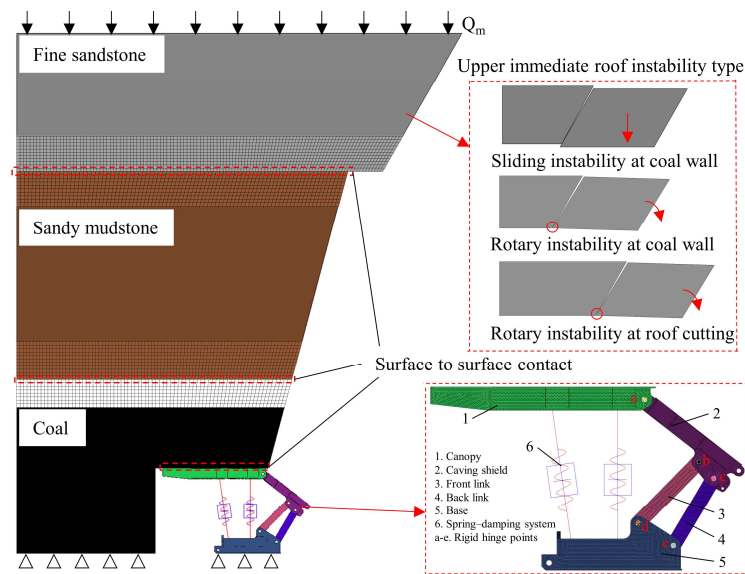 Qm
Fine sandstone
Upper immediate roof instability type
Sliding instability at coal wall
Sandy mudstone
Rotary instability at coal wall
Rotary instability at roof cutting
Surface to surface contact
Coal
1
2
6
3
4
5
1. Canopy
2. Caving shield
3. Front link
4. Back link
5. Base
6. Spring–damping system
a-e. Rigid hinge points
a
b
c
d
e